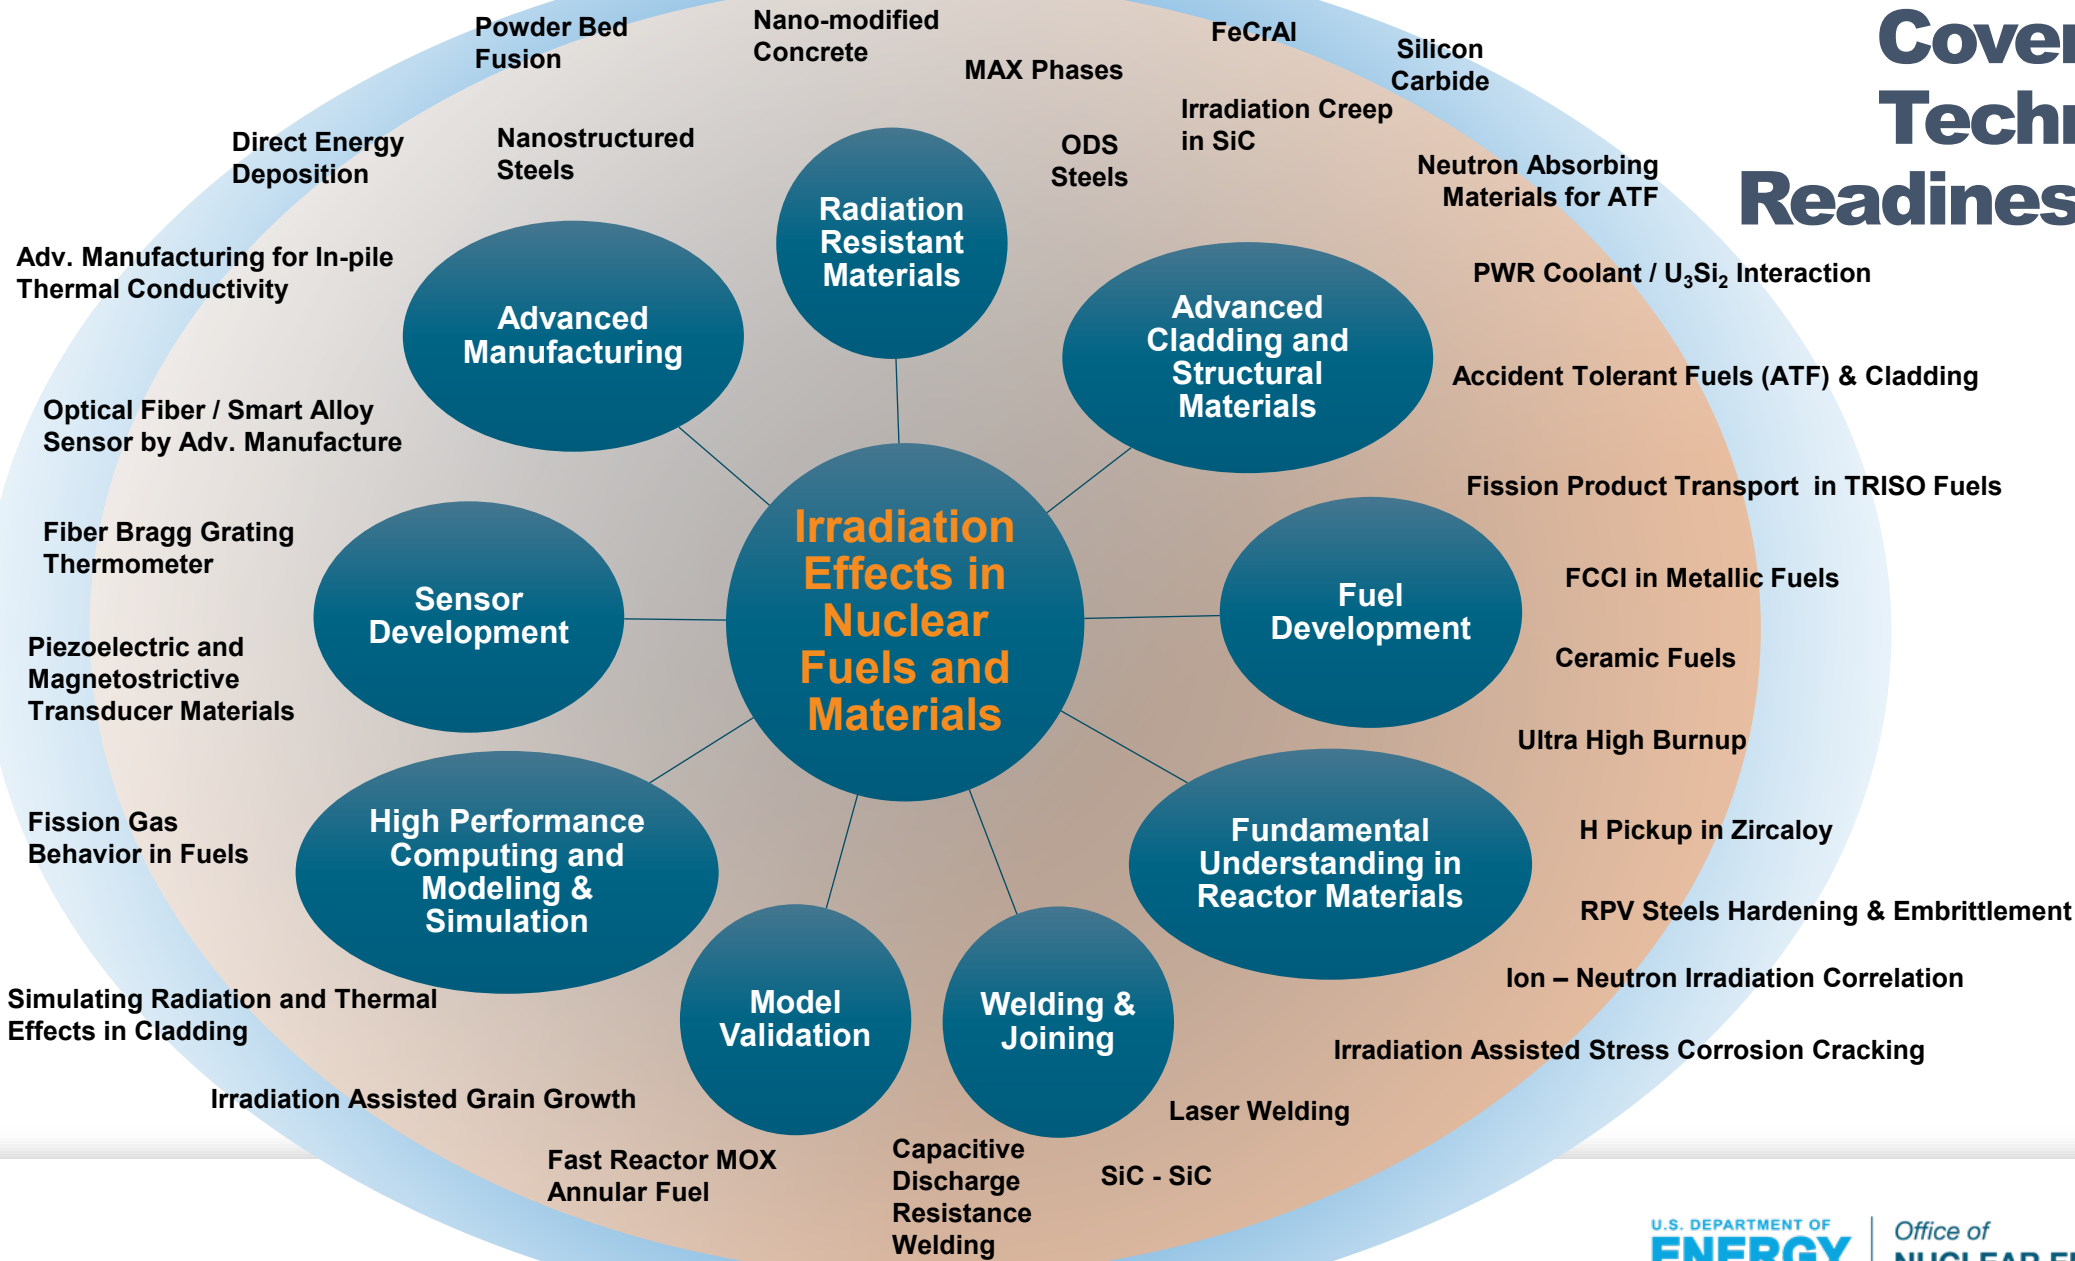 Cover
Techn
Readines
Powder Bed
Fusion
Nano-modified
Concrete
MAX Phases
FeCrAl
Silicon
Carbide
Direct Energy
Deposition
Nanostructured
Steels
ODS
Steels
Irradiation Creep
in SiC
Neutron Absorbing
Materials for ATF
Adv. Manufacturing for In-pile
Thermal Conductivity
PWR Coolant / U₃Si₂ Interaction
Optical Fiber / Smart Alloy
Sensor by Adv. Manufacture
Accident Tolerant Fuels (ATF) & Cladding
Fiber Bragg Grating
Thermometer
Fission Product Transport in TRISO Fuels
FCCI in Metallic Fuels
Piezoelectric and
Magnetostrictive
Transducer Materials
Ceramic Fuels
Ultra High Burnup
Fission Gas
Behavior in Fuels
H Pickup in Zircaloy
RPV Steels Hardening & Embrittlement
Ion – Neutron Irradiation Correlation
Simulating Radiation and Thermal
Effects in Cladding
Irradiation Assisted Stress Corrosion Cracking
Irradiation Assisted Grain Growth
Laser Welding
Fast Reactor MOX
Annular Fuel
Capacitive
Discharge
Resistance
Welding
SiC - SiC
Radiation
Resistant
Materials
Advanced
Manufacturing
Advanced
Cladding and
Structural
Materials
Sensor
Development
Irradiation
Effects in
Nuclear
Fuels and
Materials
Fuel
Development
High Performance
Computing and
Modeling &
Simulation
Fundamental
Understanding in
Reactor Materials
Model
Validation
Welding &
Joining
U.S. DEPARTMENT OF
ENERGY
Office of
NUCLEAR